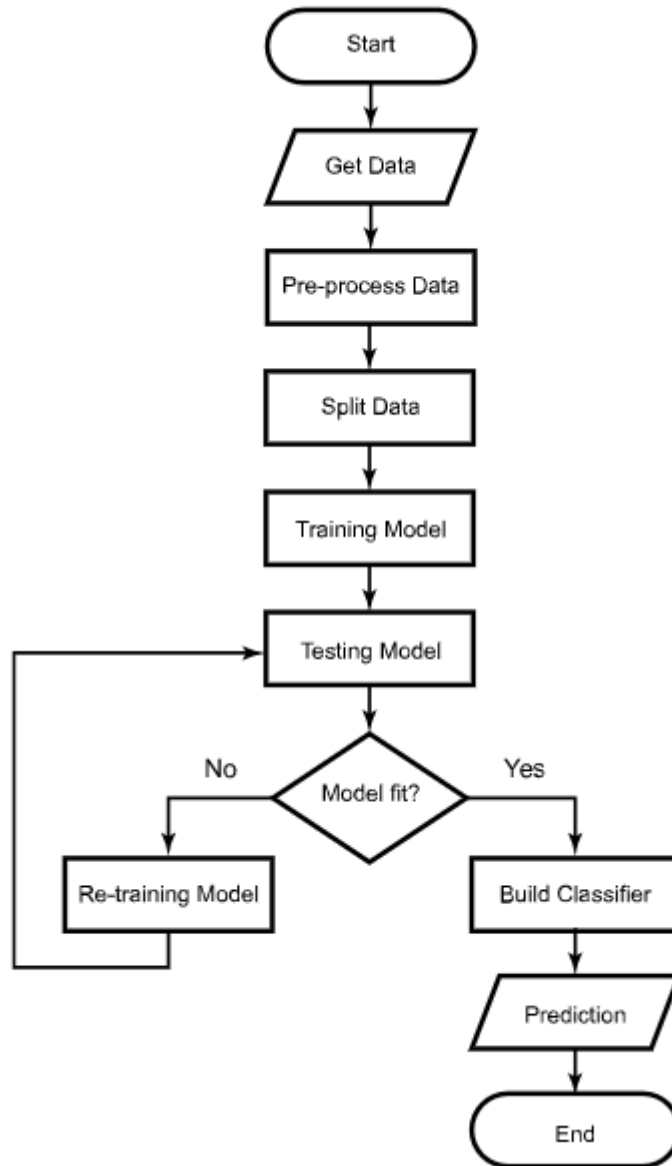 Start
Get Data
Pre-process Data
Split Data
Training Model
Testing Model
Model fit?
No
Yes
Re-training Model
Build Classifier
Prediction
End